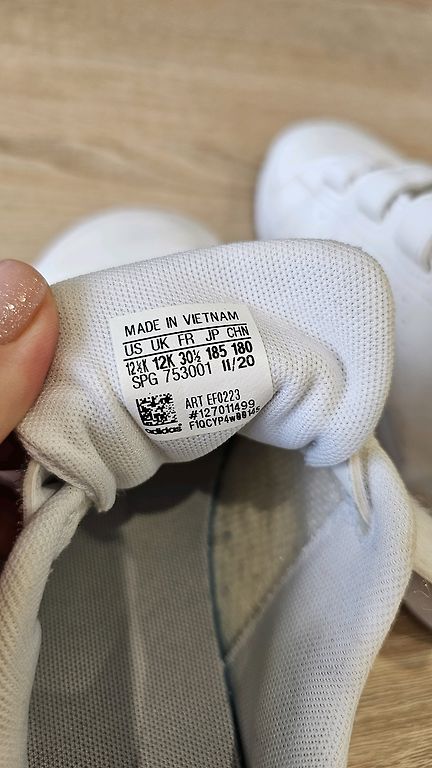 MADE IN VIETNAM
US UK FR JP CHN
12½K 12K 30½ 185 180
SPG 753001 11/20
ART EF0223
#127011499
adidas